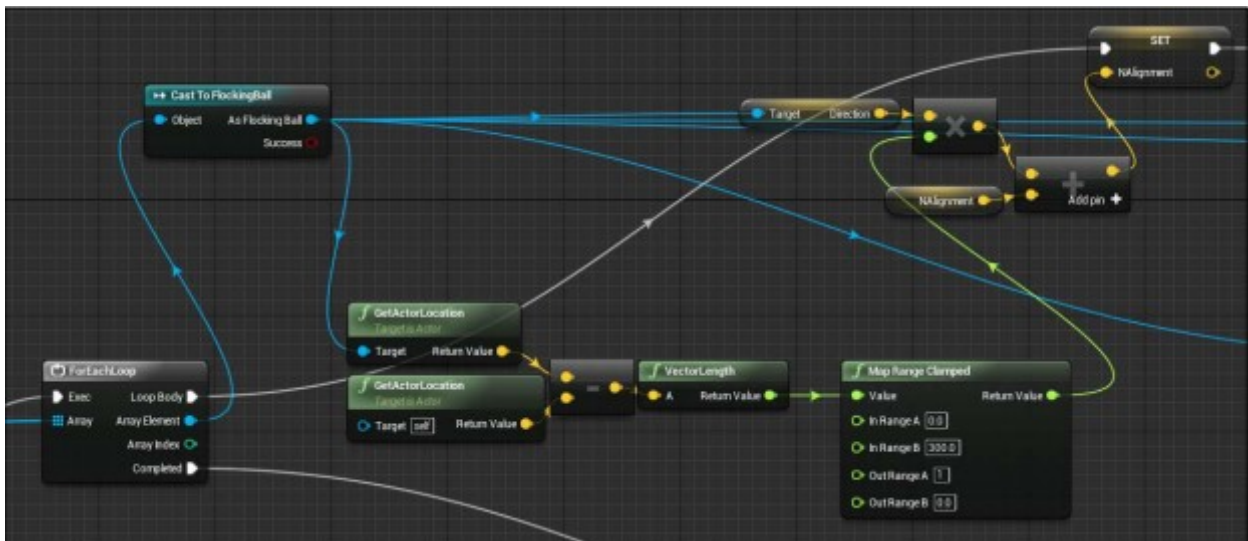 SET
NAlignment
Cast To FlockingBall
Object As Flocking Ball
Success
Target Direction
NAlignment
Add pin
GetActorLocation
Target is Actor
Target Return Value
GetActorLocation
Target is Actor
Target self Return Value
ForEachLoop
Exec Loop Body
Array Array Element
Array Index
Completed
VectorLength
A Return Value
Map Range Clamped
Value Return Value
In Range A 0.0
In Range B 300.0
Out Range A 1
Out Range B 0.0